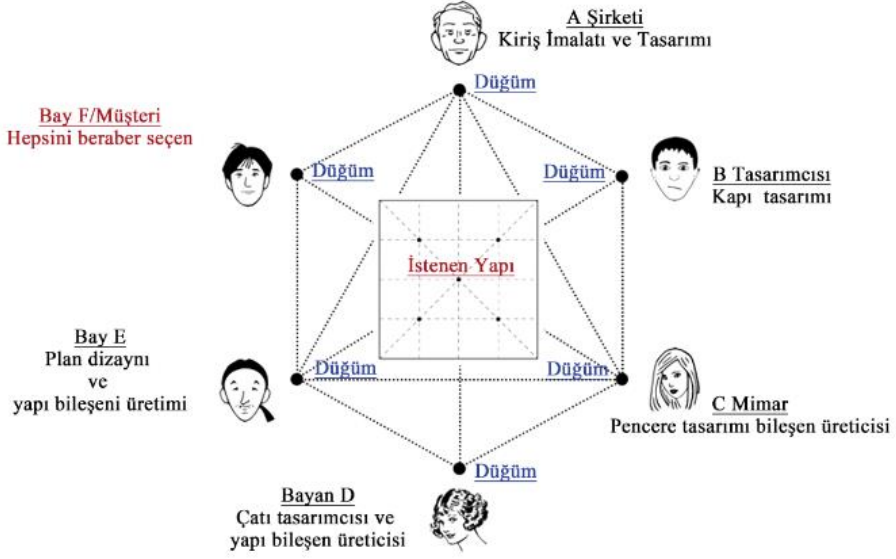 A Şirketi
Kiriş İmalatı ve Tasarımı
Düğüm
Bay F/Müşteri
Hepsini beraber seçen
Düğüm
Düğüm
B Tasarımcısı
Kapı tasarımı
İstenen Yapı
Bay E
Plan dizaynı
ve
yapı bileşeni üretimi
Düğüm
Düğüm
C Mimar
Pencere tasarımı bileşen üreticisi
Düğüm
Bayan D
Çatı tasarımcısı ve
yapı bileşen üreticisi